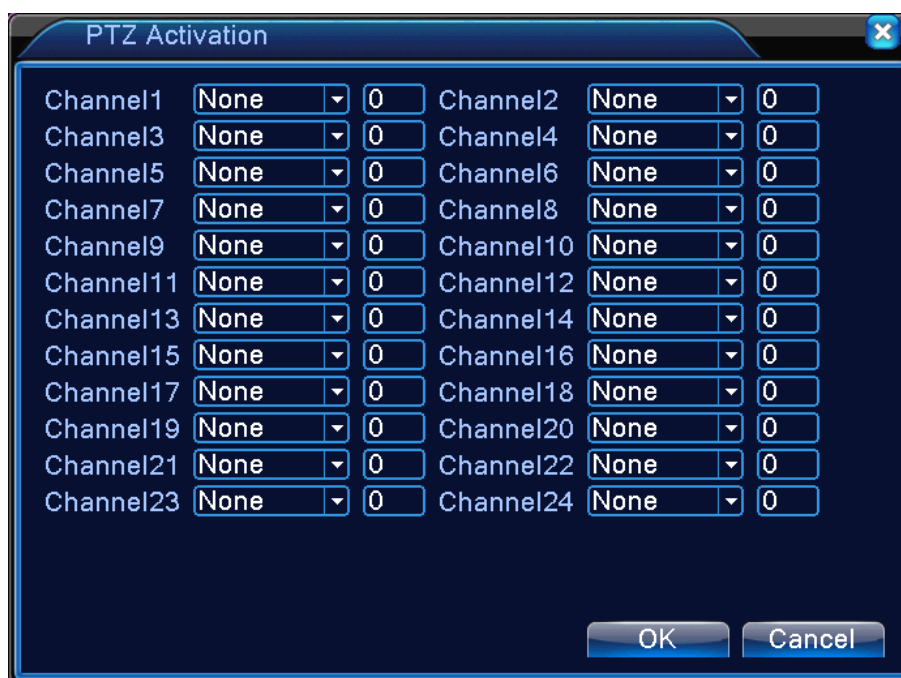 PTZ Activation
Channel1 None 0 Channel2 None 0
Channel3 None 0 Channel4 None 0
Channel5 None 0 Channel6 None 0
Channel7 None 0 Channel8 None 0
Channel9 None 0 Channel10 None 0
Channel11 None 0 Channel12 None 0
Channel13 None 0 Channel14 None 0
Channel15 None 0 Channel16 None 0
Channel17 None 0 Channel18 None 0
Channel19 None 0 Channel20 None 0
Channel21 None 0 Channel22 None 0
Channel23 None 0 Channel24 None 0
OK Cancel